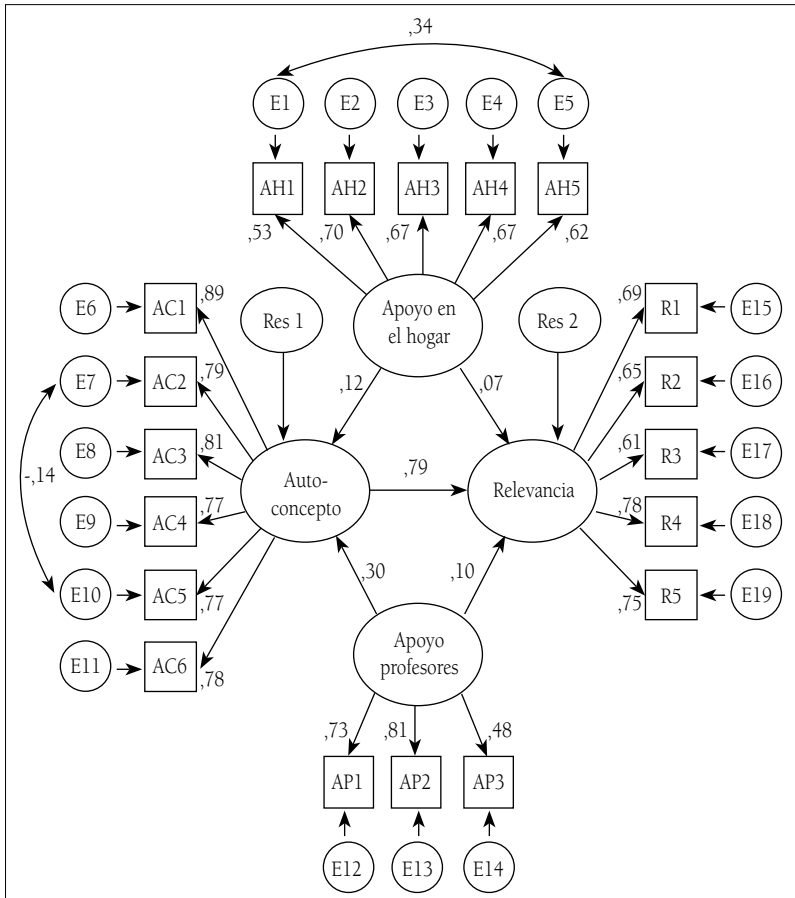 ,34
E1 E2 E3 E4 E5
AH1 AH2 AH3 AH4 AH5
,53 ,70 ,67 ,67 ,62
E6 AC1 ,89 Res 1 Apoyo en Res 2 ,69 R1 E15
el hogar
E7 AC2 ,79 ,12 ,07 ,65 R2 E16
E8 AC3 ,81 ,61 R3 E17
-,14 Auto- ,79 Relevancia
concepto
E9 AC4 ,77 ,78 R4 E18
E10 AC5 ,77 ,30 ,10 ,75 R5 E19
E11 AC6 ,78 Apoyo
profesores
,73 ,81 ,48
AP1 AP2 AP3
E12 E13 E14